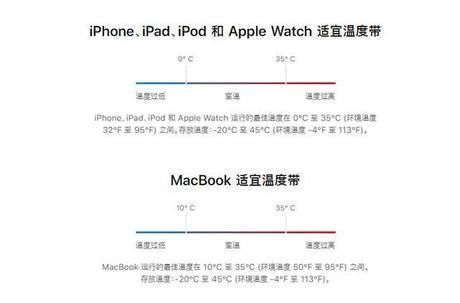 iPhone、iPad、iPod 和 Apple Watch 适宜温度带
0° C 35° C
温度过低 室温 温度过高
iPhone、iPad、iPod 和 Apple Watch 运行的最佳温度在 0°C 至 35°C (环境温度
32°F 至 95°F) 之间。存放温度:-20°C 至 45°C (环境温度 -4°F 至 113°F)。
MacBook 适宜温度带
10° C 35° C
温度过低 室温 温度过高
MacBook 运行的最佳温度在 10°C 至 35°C (环境温度 50°F 至 95°F) 之间。
存放温度:-20°C 至 45°C (环境温度 -4°F 至 113°F)。